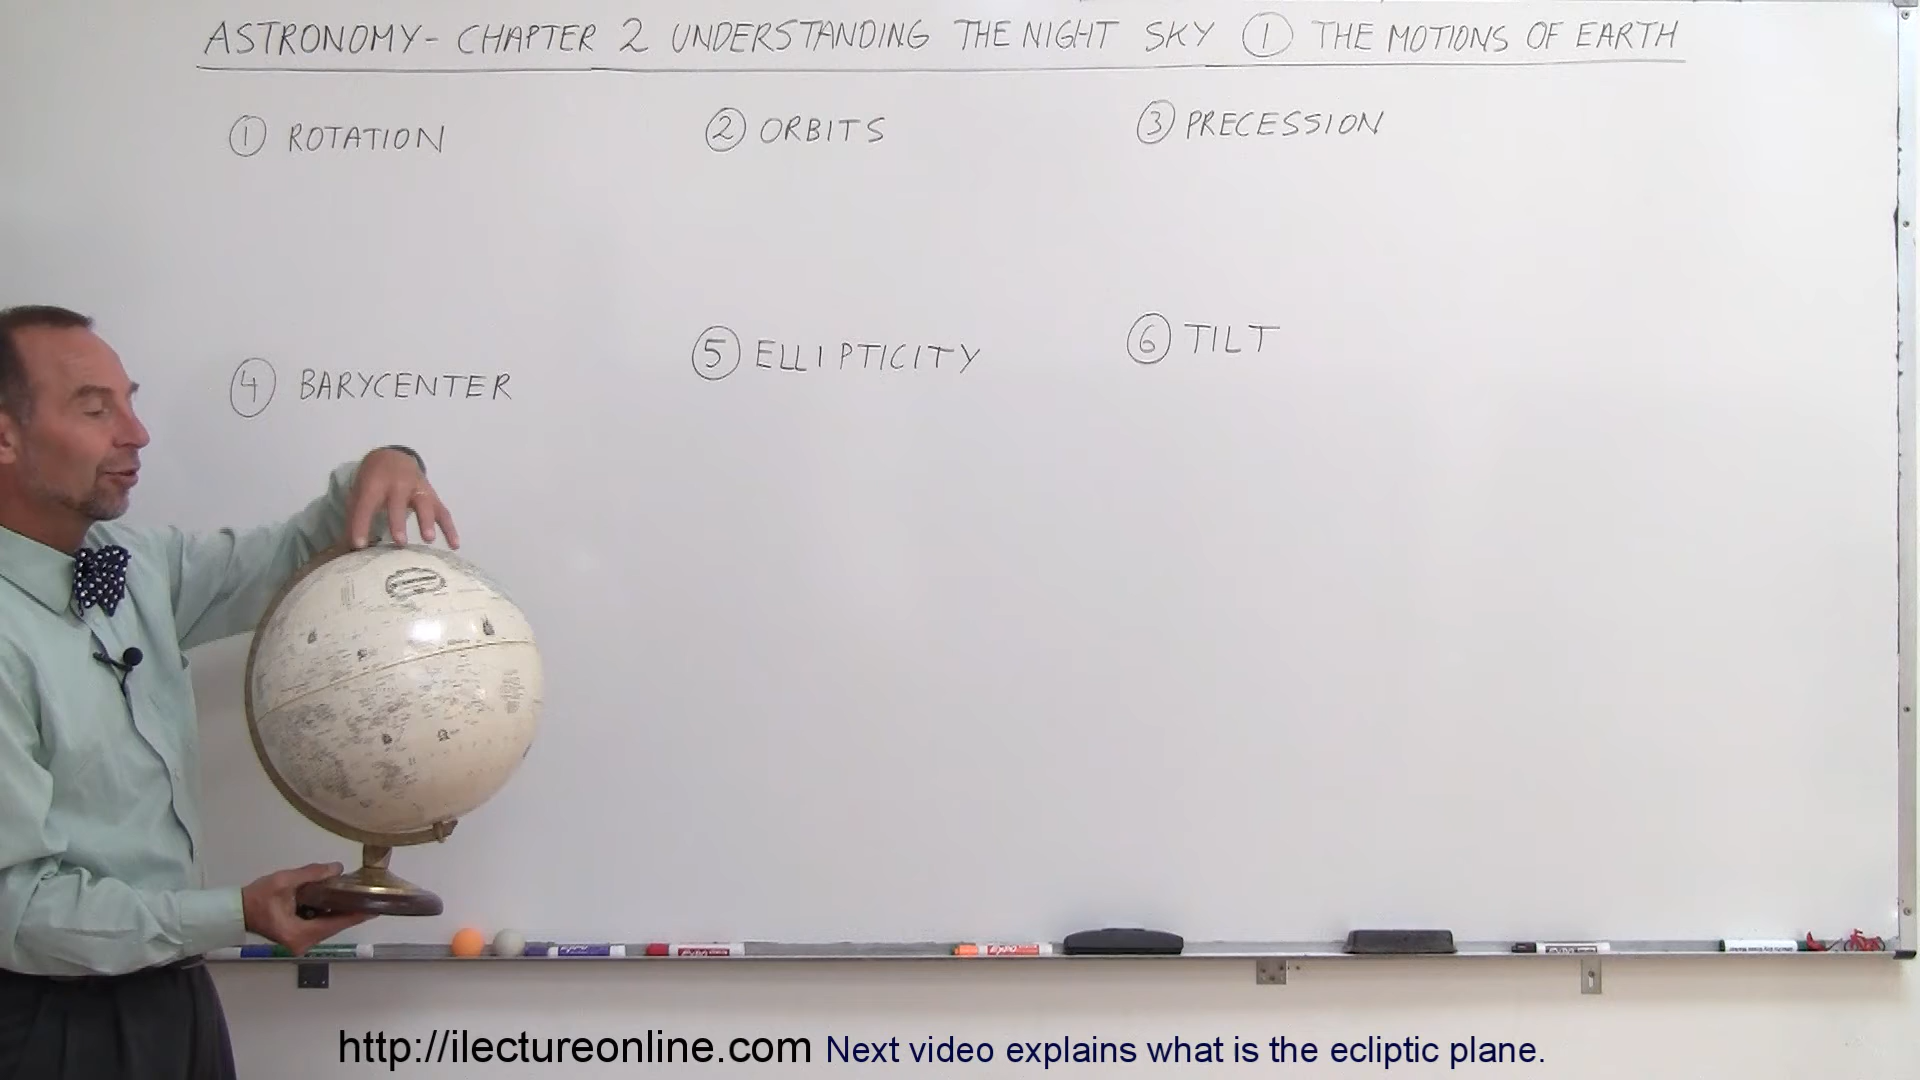 ASTRONOMY- CHAPTER 2 UNDERSTANDING THE NIGHT SKY ① THE MOTIONS OF EARTH
① ROTATION
② ORBITS
③ PRECESSION
④ BARYCENTER
⑤ ELLIPTICITY
⑥ TILT
http://ilectureonline.com Next video explains what is the ecliptic plane.